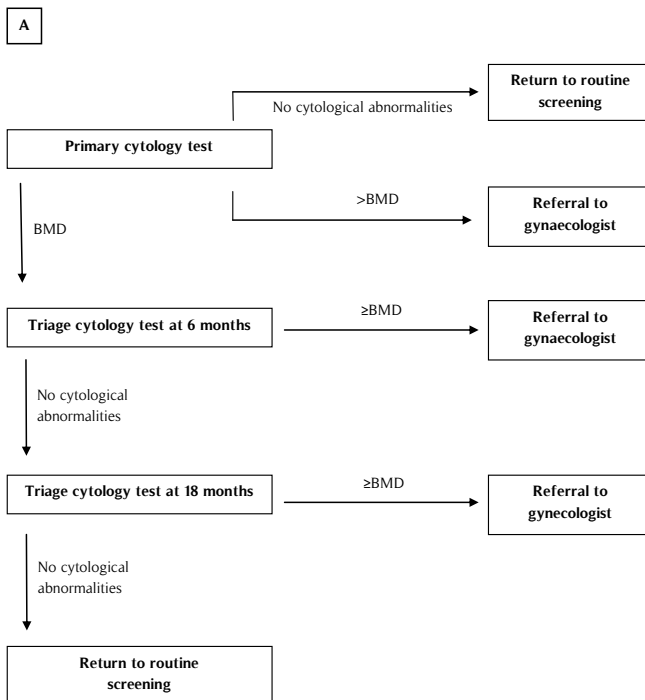 A
Return to routine
screening
No cytological abnormalities
Primary cytology test
>BMD
Referral to
gynaecologist
BMD
Triage cytology test at 6 months
≥BMD
Referral to
gynaecologist
No cytological
abnormalities
Triage cytology test at 18 months
≥BMD
Referral to
gynecologist
No cytological
abnormalities
Return to routine
screening